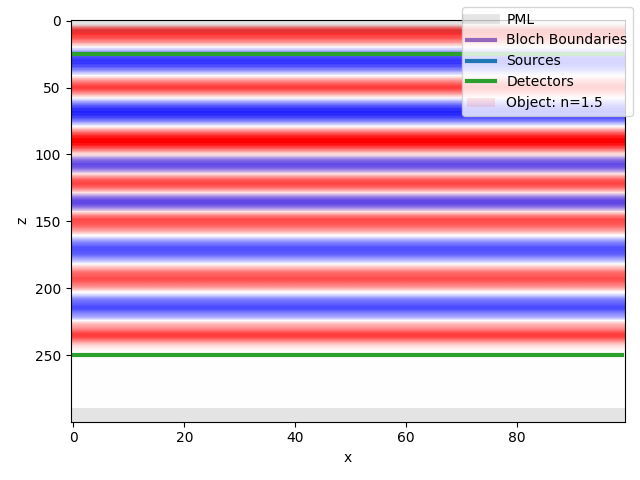 PML
Bloch Boundaries
Sources
Detectors
Object: n=1.5
0
50
100
150
200
250
z
0 20 40 60 80
x